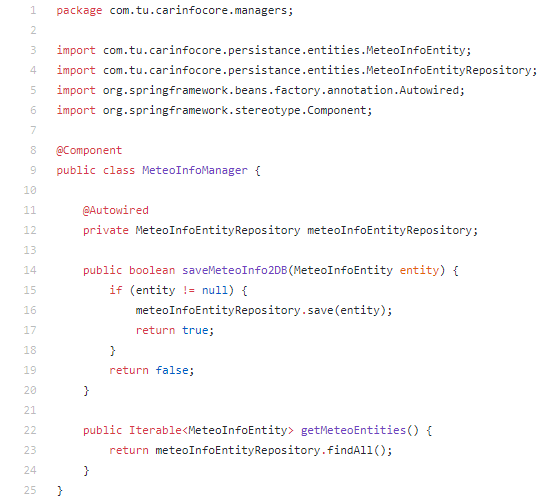 1 package com.tu.carinfocore.managers;
2
3 import com.tu.carinfocore.persistance.entities.MeteoInfoEntity;
4 import com.tu.carinfocore.persistance.entities.MeteoInfoEntityRepository;
5 import org.springframework.beans.factory.annotation.Autowired;
6 import org.springframework.stereotype.Component;
7
8 @Component
9 public class MeteoInfoManager {
10
11     @Autowired
12     private MeteoInfoEntityRepository meteoInfoEntityRepository;
13
14     public boolean saveMeteoInfo2DB(MeteoInfoEntity entity) {
15         if (entity != null) {
16             meteoInfoEntityRepository.save(entity);
17             return true;
18         }
19         return false;
20     }
21
22     public Iterable<MeteoInfoEntity> getMeteoEntities() {
23         return meteoInfoEntityRepository.findAll();
24     }
25 }